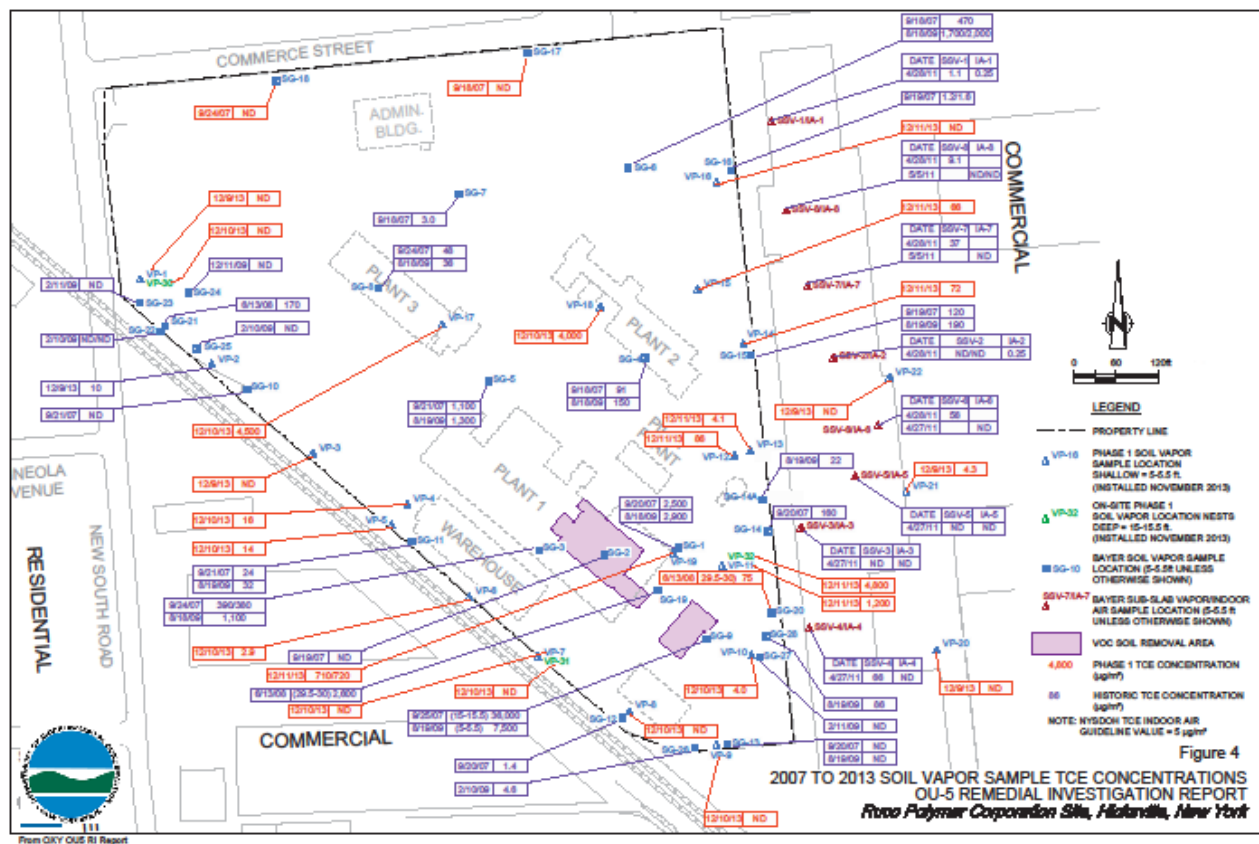 COMMERCE STREET
SG-17
SG-18
9/18/07 ND
9/24/07 ND
ADMIN.
BLDG.
9/18/07 470
8/18/09 1,700/2,000
DATE SSV-1 IA-1
4/28/11 1.1 0.25
9/19/07 1.2/1.6
SSV-1/IA-1
12/11/13 ND
SG-6
SG-16
VP-16
DATE SSV-8 IA-8
4/28/11 9.1
5/5/11 ND/ND
COMMERCIAL
SG-7
9/18/07 3.0
SSV-8/IA-8
12/11/13 66
12/9/13 ND
12/10/13 ND
9/24/07 48
8/18/09 36
DATE SSV-7 IA-7
4/28/11 37
5/5/11 ND
12/11/09 ND
VP-1
VP-30
2/11/09 ND
SG-24
SG-23
SG-8
PLANT 3
VP-15
SSV-7/IA-7
12/11/13 72
6/13/08 170
SG-21
SG-22
VP-18
VP-17
12/10/13 4,000
PLANT 2
VP-14
9/19/07 120
8/19/09 190
2/10/09 ND/ND
2/10/09 ND
SG-25
VP-2
SG-4
SG-15
DATE SSV-2 IA-2
4/28/11 ND/ND 0.25
SSV-2/IA-2
N
0 60 120ft
12/9/13 10
SG-10
SG-5
9/18/07 91
8/18/09 150
VP-22
9/21/07 ND
9/21/07 1,100
8/19/09 1,300
12/9/13 ND
DATE SSV-6 IA-6
4/28/11 56
4/27/11 ND
LEGEND
PROPERTY LINE
12/10/13 4,500
12/11/13 4.1
12/11/13 86
SSV-6/IA-6
VP-3
VP-13
VP-12
PLANT
VP-16
PHASE 1 SOIL VAPOR
SAMPLE LOCATION
SHALLOW = 5-5.5 ft.
(INSTALLED NOVEMBER 2013)
NEOLA
VENUE
12/9/13 ND
PLANT 1
8/19/09 22
SSV-5/IA-5
12/9/13 4.3
VP-21
VP-4
9/20/07 2,500
8/18/09 2,900
SG-14A
9/20/07 160
DATE SSV-5 IA-5
4/27/11 ND ND
VP-32
ON-SITE PHASE 1
SOIL VAPOR LOCATION NESTS
DEEP = 15-15.5 ft.
(INSTALLED NOVEMBER 2013)
12/10/13 16
VP-5
SG-14
SSV-3/IA-3
NEW SOUTH ROAD
RESIDENTIAL
12/10/13 14
SG-11
WAREHOUSE
SG-3
SG-2
SG-1
VP-19
VP-32
VP-11
DATE SSV-3 IA-3
4/27/11 ND ND
SG-10
BAYER SOIL VAPOR SAMPLE
LOCATION (5-5.5ft UNLESS
OTHERWISE SHOWN)
9/21/07 24
8/19/09 32
6/13/08 (29.5-30) 75
12/11/13 4,800
12/11/13 1,200
9/24/07 390/380
8/18/09 1,100
VP-6
SG-19
SG-20
SSV-7/IA-7
BAYER SUB-SLAB VAPOR/INDOOR
AIR SAMPLE LOCATION (5-5.5 ft
UNLESS OTHERWISE SHOWN)
SSV-4/IA-4
SG-9
SG-28
VP-10
SG-27
VOC SOIL REMOVAL AREA
12/10/13 2.9
9/19/07 ND
VP-7
VP-31
DATE SSV-4 IA-4
4/27/11 66 ND
VP-20
4,800
PHASE 1 TCE CONCENTRATION
(µg/m³)
12/11/13 710/720
12/10/13 ND
12/10/13 4.0
12/9/13 ND
6/13/08 (29.5-30) 2,600
86
HISTORIC TCE CONCENTRATION
(µg/m³)
12/10/13 ND
9/25/07 (15-15.5) 36,000
8/19/09 (5-5.5) 7,500
8/19/09 86
VP-8
SG-12
2/11/09 ND
NOTE: NYSDOH TCE INDOOR AIR
GUIDELINE VALUE = 5 µg/m³
COMMERCIAL
12/10/13 ND
SG-26
SG-13
VP-9
9/20/07 ND
8/19/09 ND
Figure 4
9/20/07 1.4
2/10/09 4.6
12/10/13 ND
2007 TO 2013 SOIL VAPOR SAMPLE TCE CONCENTRATIONS
OU-5 REMEDIAL INVESTIGATION REPORT
Ruco Polymer Corporation Site, Hicksville, New York
From OXY OU5 RI Report